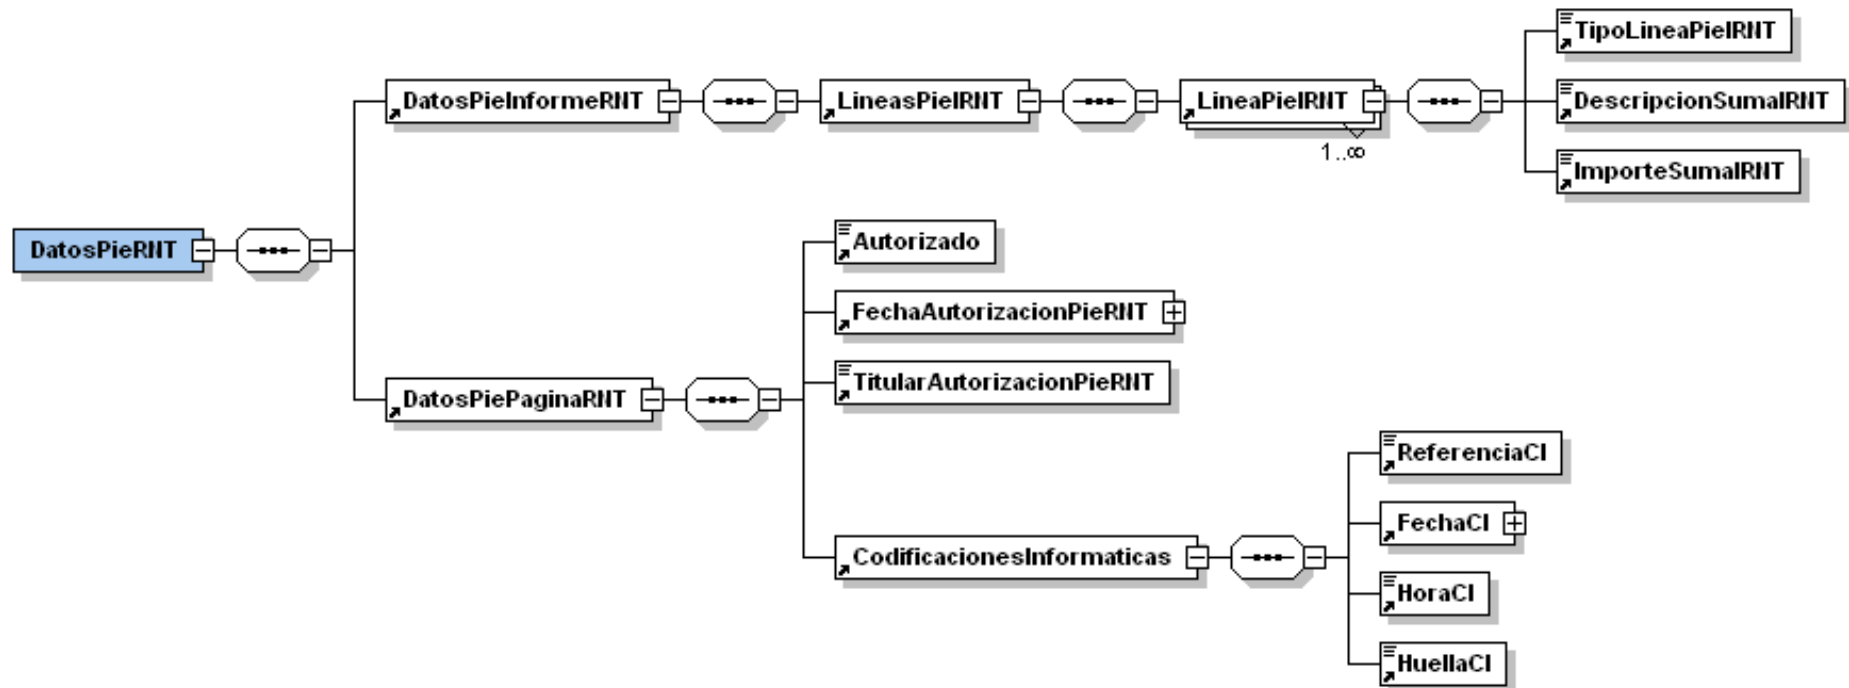 TipoLineaPieIRNT
DatosPieInformeRNT
LineasPieIRNT
LineaPieIRNT
DescripcionSumaIRNT
1..∞
ImporteSumaIRNT
DatosPieRNT
Autorizado
FechaAutorizacionPieRNT
TitularAutorizacionPieRNT
DatosPiePaginaRNT
ReferenciaCI
FechaCI
CodificacionesInformaticas
HoraCI
HuellaCI